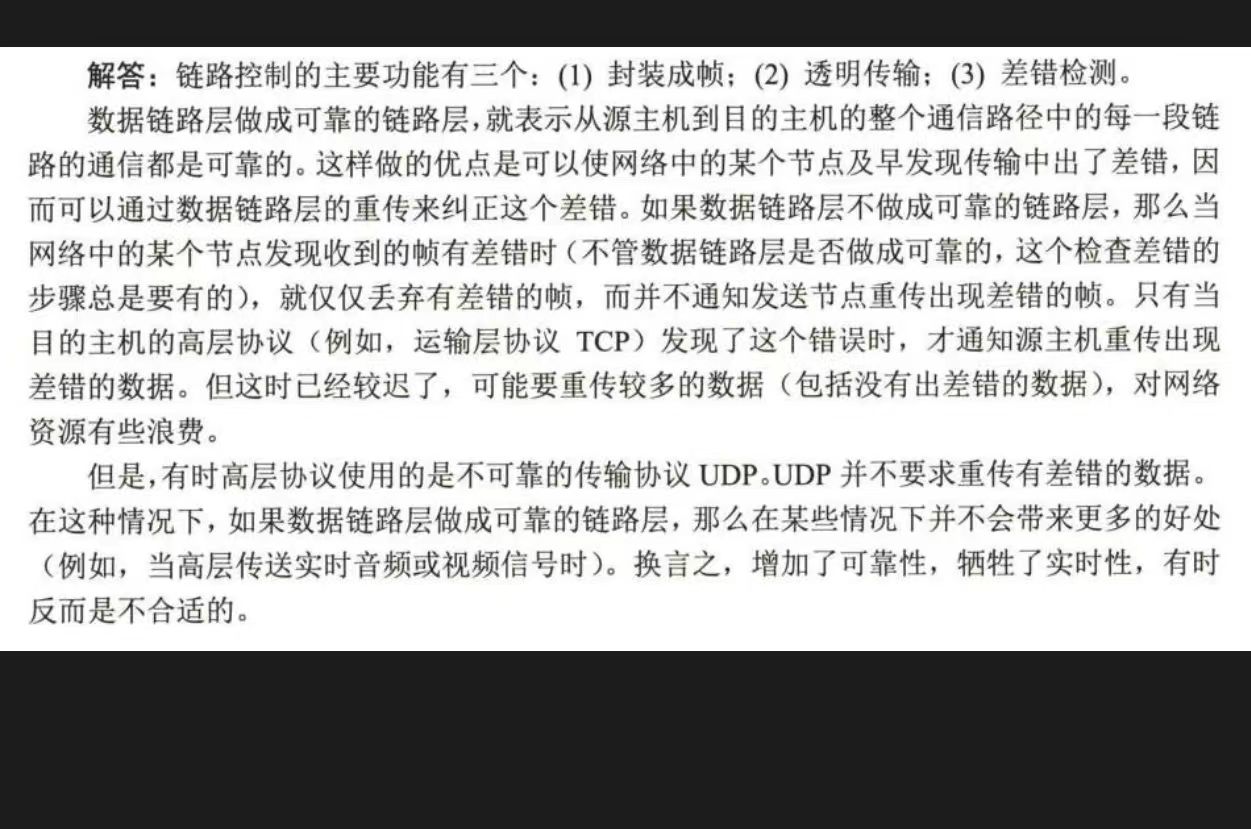 解答：链路控制的主要功能有三个：(1) 封装成帧；(2) 透明传输；(3) 差错检测。
数据链路层做成可靠的链路层，就表示从源主机到目的主机的整个通信路径中的每一段链
路的通信都是可靠的。这样做的优点是可以使网络中的某个节点及早发现传输中出了差错，因
而可以通过数据链路层的重传来纠正这个差错。如果数据链路层不做成可靠的链路层，那么当
网络中的某个节点发现收到的帧有差错时（不管数据链路层是否做成可靠的，这个检查差错的
步骤总是要有的），就仅仅丢弃有差错的帧，而并不通知发送节点重传出现差错的帧。只有当
目的主机的高层协议（例如，运输层协议 TCP）发现了这个错误时，才通知源主机重传出现
差错的数据。但这时已经较迟了，可能要重传较多的数据（包括没有出差错的数据），对网络
资源有些浪费。
但是，有时高层协议使用的是不可靠的传输协议 UDP。UDP 并不要求重传有差错的数据。
在这种情况下，如果数据链路层做成可靠的链路层，那么在某些情况下并不会带来更多的好处
（例如，当高层传送实时音频或视频信号时）。换言之，增加了可靠性，牺牲了实时性，有时
反而是不合适的。